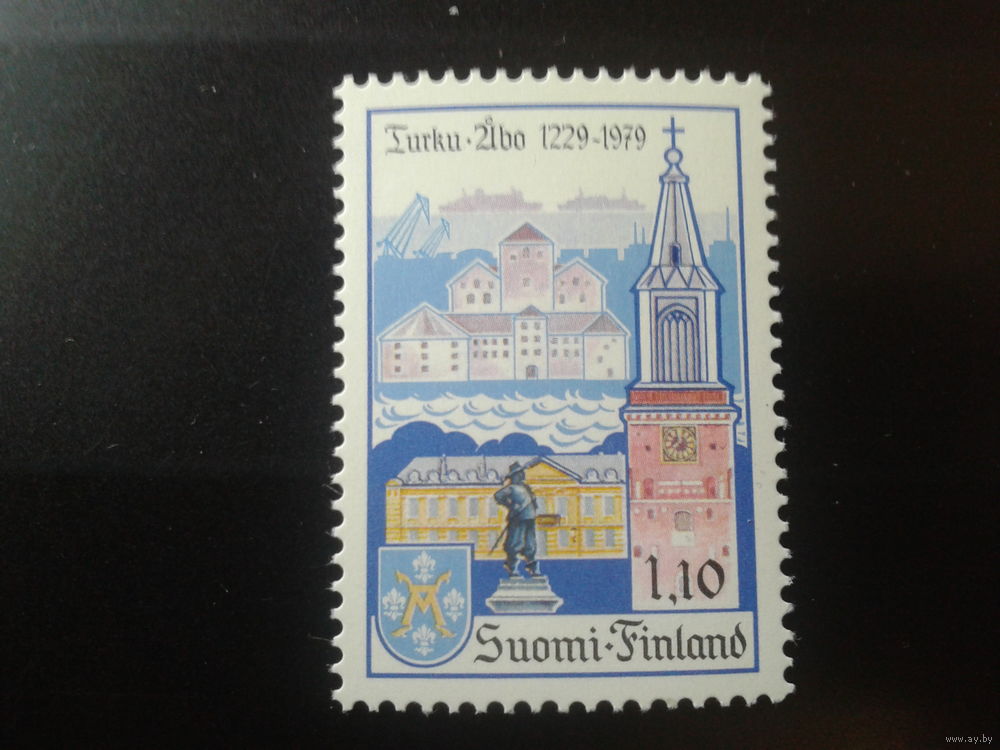 Turku · Åbo 1229-1979
1,10
A
Suomi · Finland
www.ay.by